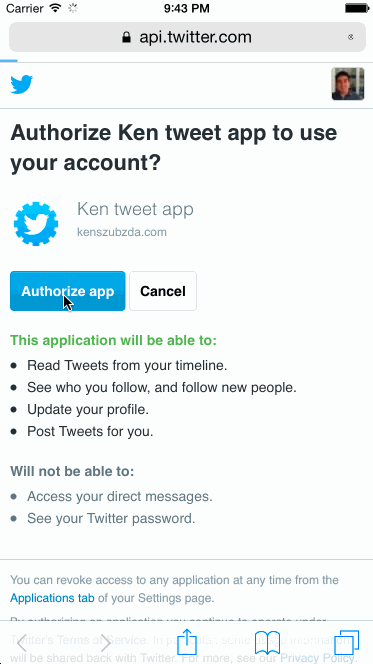 Carrier 9:43 PM
api.twitter.com
Authorize Ken tweet app to use
your account?
Ken tweet app
kenszubzda.com
Authorize app Cancel
This application will be able to:
Read Tweets from your timeline.
See who you follow, and follow new people.
Update your profile.
Post Tweets for you.
Will not be able to:
Access your direct messages.
See your Twitter password.
You can revoke access to any application at any time from the
Applications tab of your Settings page.
By authorizing an application you continue to operate under
Twitter's Terms of Service. In
will be shared back with Twitter. For more, see our Privacy Policy.